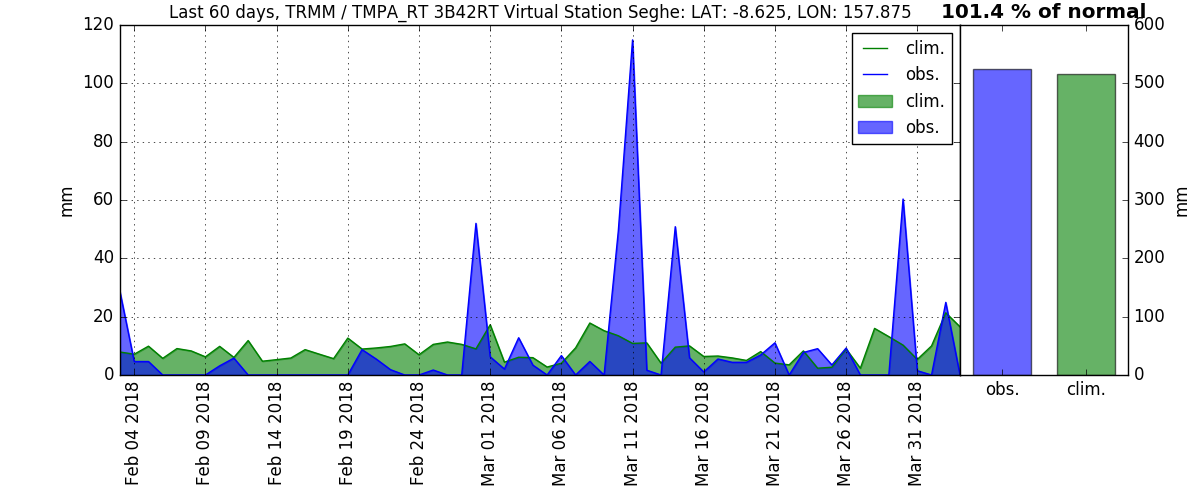 Last 60 days, TRMM / TMPA_RT 3B42RT Virtual Station Seghe: LAT: -8.625, LON: 157.875
101.4 % of normal
120
100
80
60
40
20
0
mm
clim.
obs.
clim.
obs.
600
500
400
300
200
100
0
mm
obs.
clim.
Feb 04 2018
Feb 09 2018
Feb 14 2018
Feb 19 2018
Feb 24 2018
Mar 01 2018
Mar 06 2018
Mar 11 2018
Mar 16 2018
Mar 21 2018
Mar 26 2018
Mar 31 2018